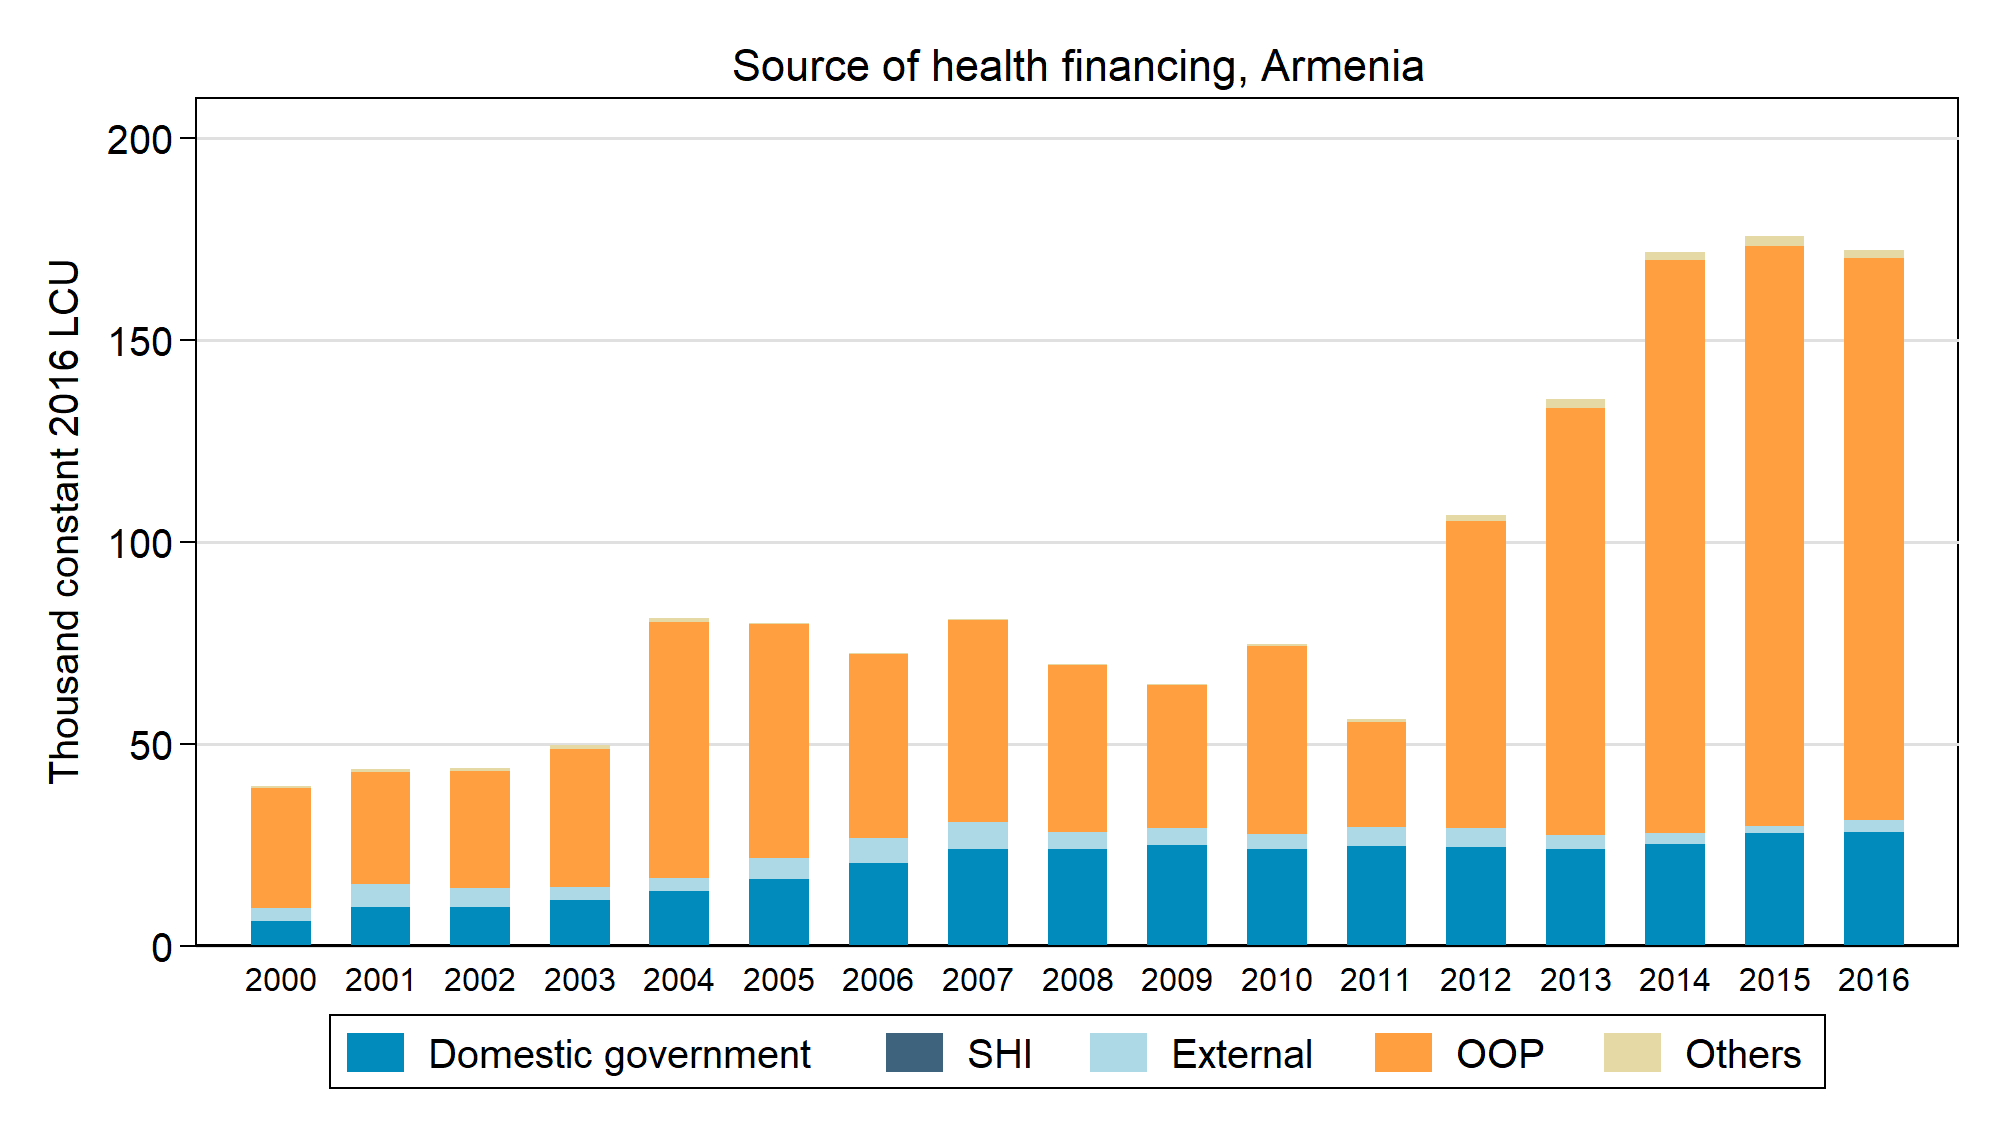 Source of health financing, Armenia
Thousand constant 2016 LCU
200
150
100
50
0
2000 2001 2002 2003 2004 2005 2006 2007 2008 2009 2010 2011 2012 2013 2014 2015 2016
Domestic government SHI External OOP Others